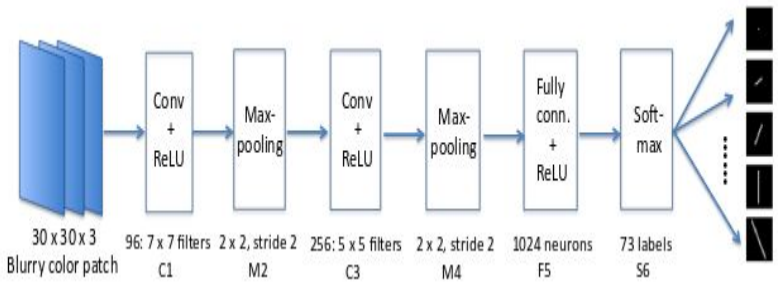 Conv
+
ReLU
Max-
pooling
Conv
+
ReLU
Max-
pooling
Fully
conn.
+
ReLU
Soft-
max
30 x 30 x 3
Blurry color patch
96: 7 x 7 filters
C1
2 x 2, stride 2
M2
256: 5 x 5 filters
C3
2 x 2, stride 2
M4
1024 neurons
F5
73 labels
S6